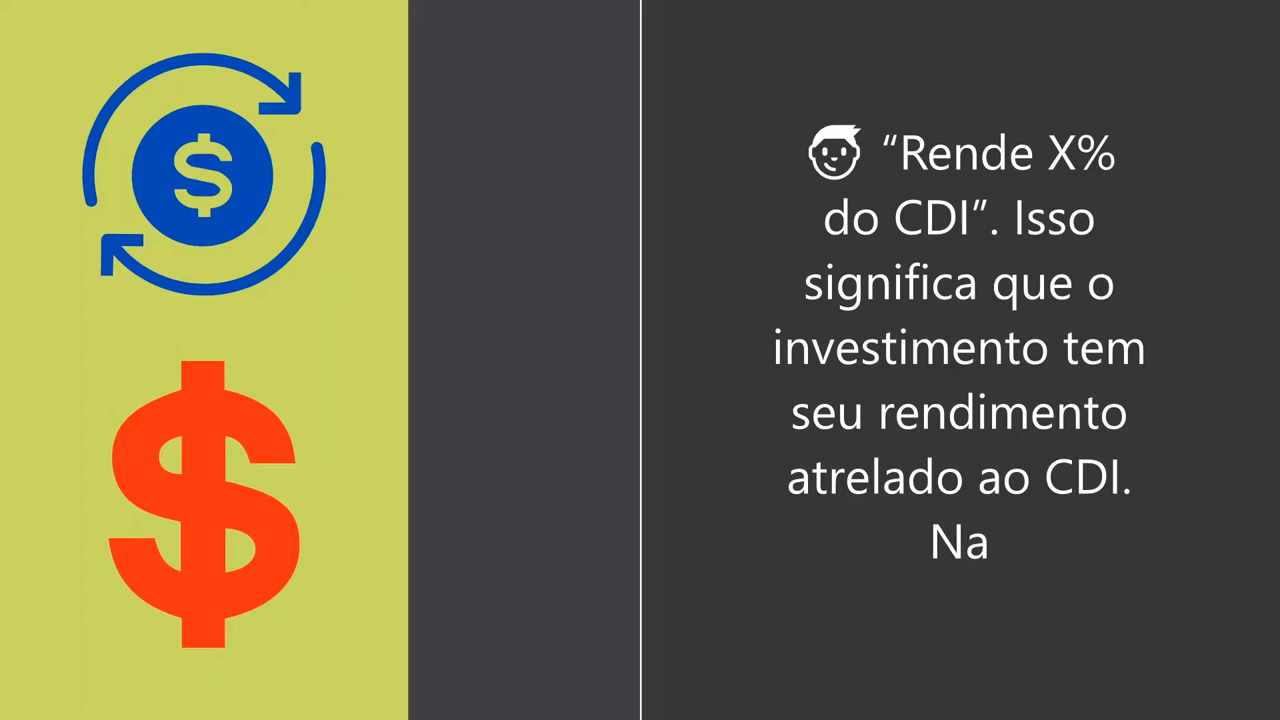 “Rende X%
do CDI”. Isso
significa que o
investimento tem
seu rendimento
atrelado ao CDI.
Na